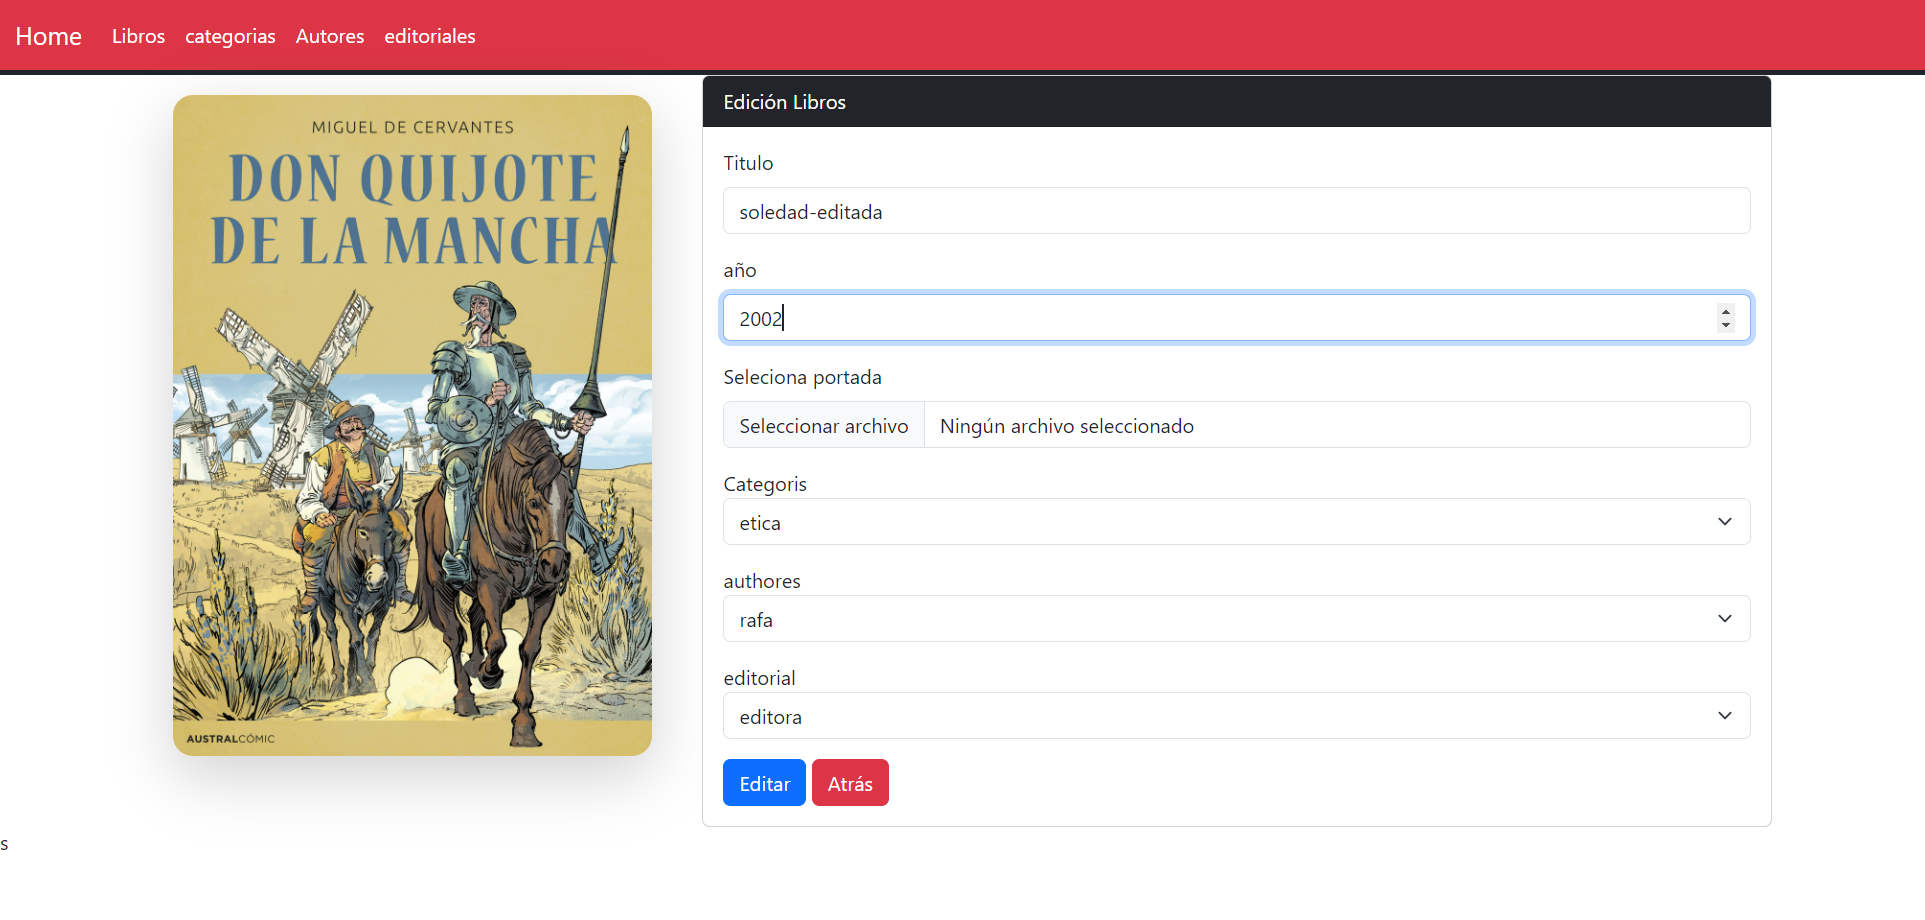 Home Libros categorias Autores editoriales
MIGUEL DE CERVANTES
DON QUIJOTE
DE LA MANCHA
AUSTRALCÓMIC
Edición Libros
Titulo
soledad-editada
año
2002
Seleciona portada
Seleccionar archivo Ningún archivo seleccionado
Categoris
etica
authores
rafa
editorial
editora
Editar Atrás
s